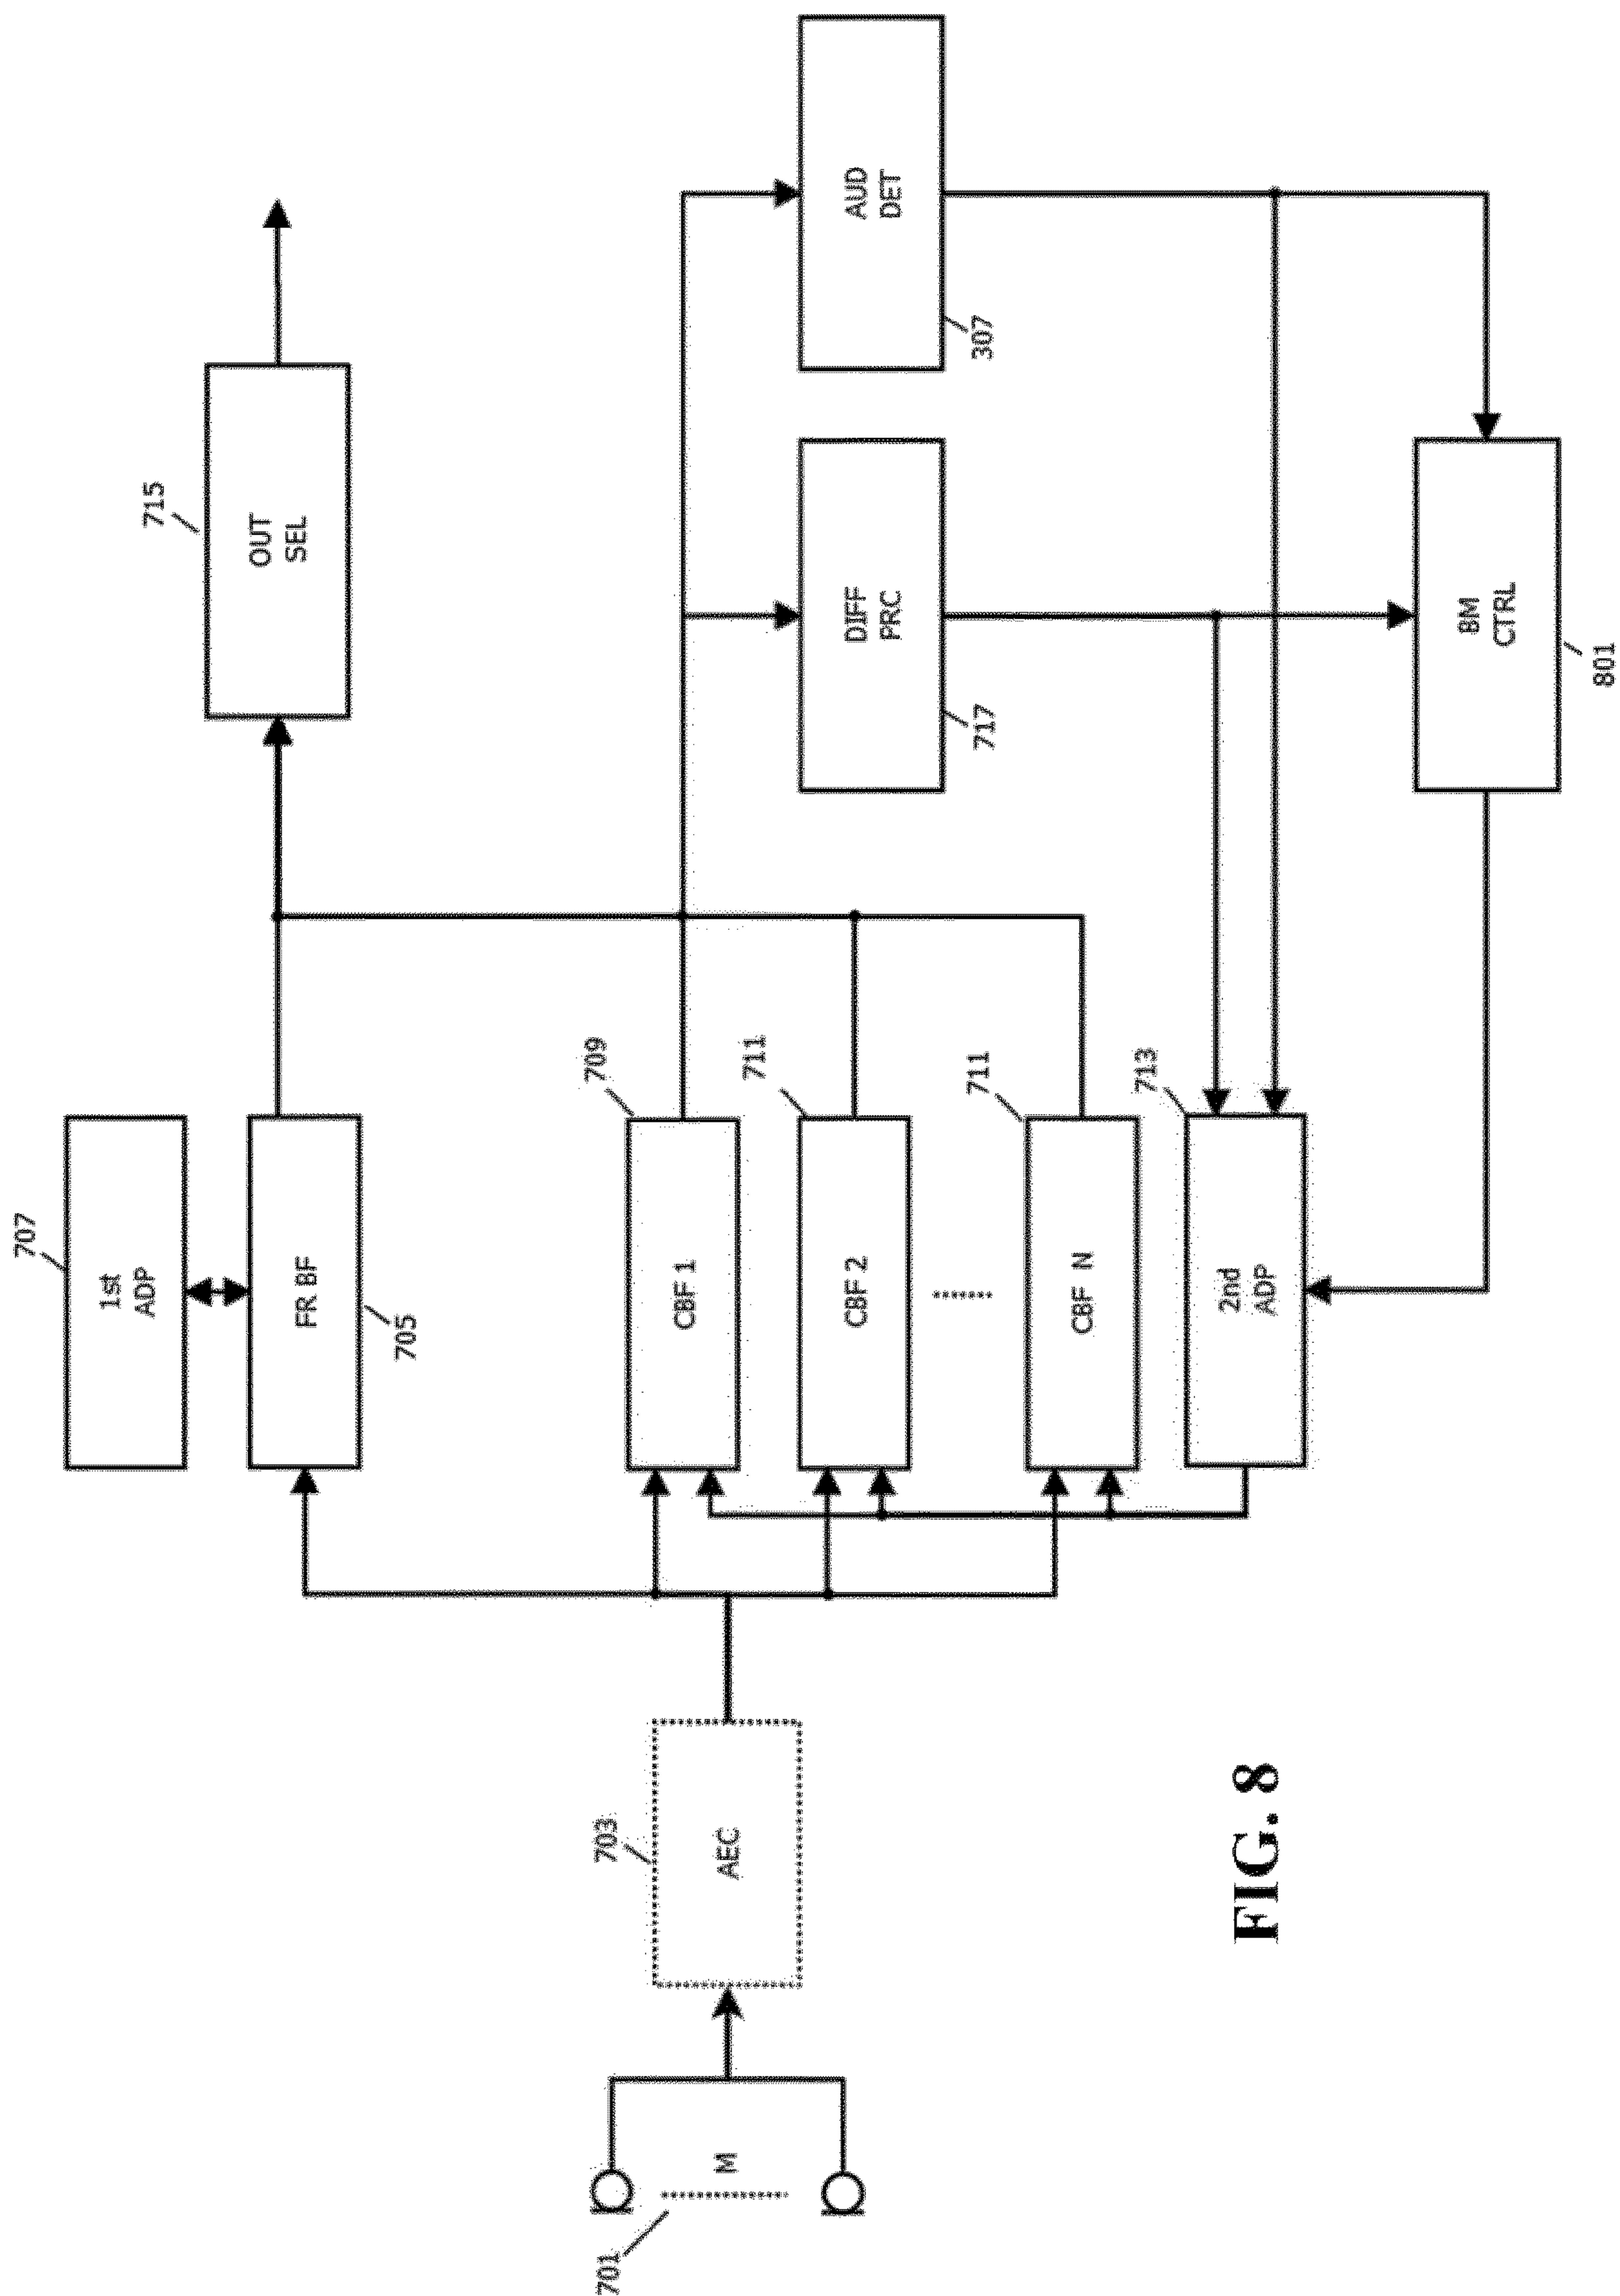 707
1st
ADP
FR BF
705
715
OUT
SEL
709
CBF 1
711
CBF 2
711
CBF N
713
2nd
ADP
AUD
DET
307
DIFF
PRC
717
BM
CTRL
801
703
AEC
M
701
FIG. 8